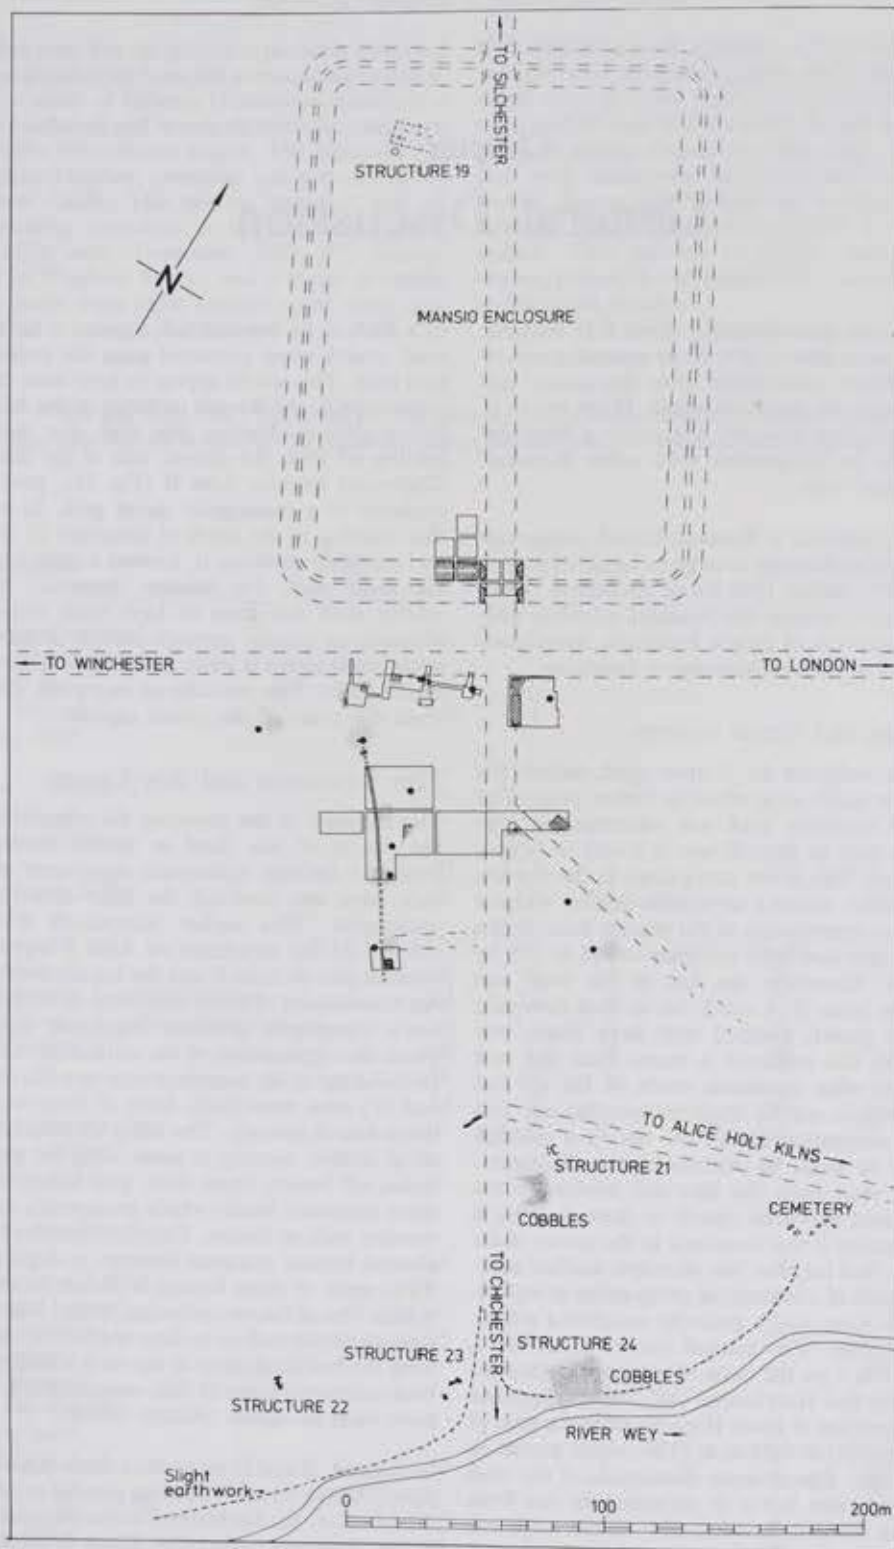 TO SILCHESTER
STRUCTURE 19
N
MANSIO ENCLOSURE
TO WINCHESTER
TO LONDON
F
TO ALICE HOLT KILNS
STRUCTURE 21
CEMETERY
COBBLES
TO CHICHESTER
STRUCTURE 24
STRUCTURE 23
COBBLES
STRUCTURE 22
RIVER WEY
Slight
earthwork
0 100 200m